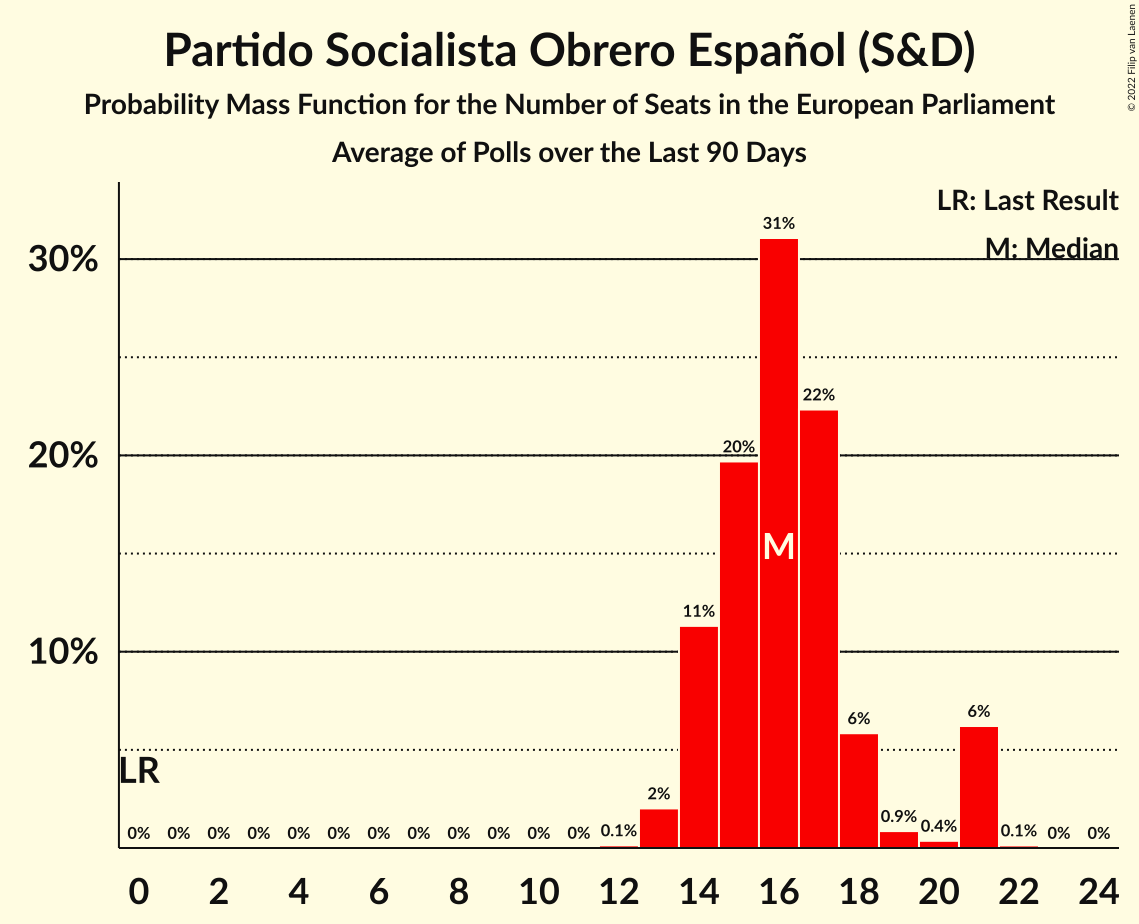 Partido Socialista Obrero Español (S&D)
Probability Mass Function for the Number of Seats in the European Parliament
Average of Polls over the Last 90 Days
© 2022 Filip van Laenen
LR: Last Result
M: Median
30%
20%
10%
31%
22%
20%
M
11%
6%
6%
LR
2%
0% 0% 0% 0% 0% 0% 0% 0% 0% 0% 0% 0% 0.1% 0.9% 0.4% 0.1% 0% 0%
0 2 4 6 8 10 12 14 16 18 20 22 24